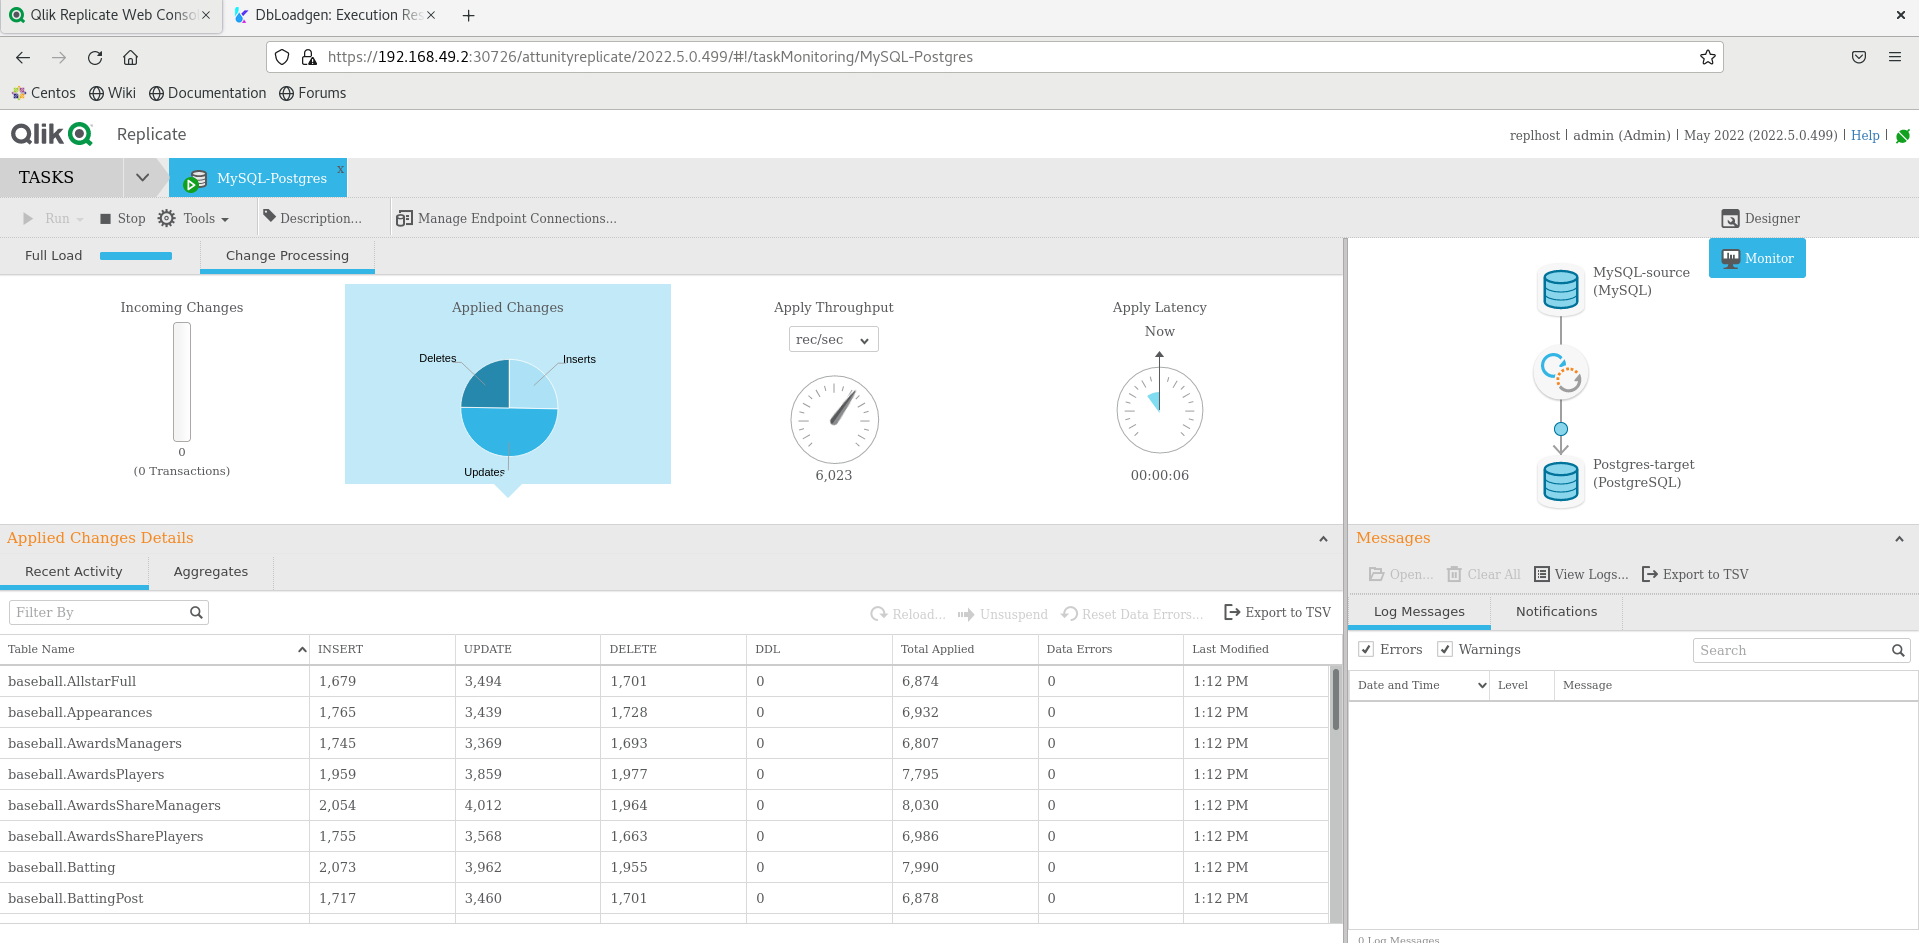 Qlik Replicate Web Conso
DbLoadgen: Execution Res
https://192.168.49.2:30726/attunityreplicate/2022.5.0.499/#!/taskMonitoring/MySQL-Postgres
Centos Wiki Documentation Forums
Qlik Replicate
replhost | admin (Admin) | May 2022 (2022.5.0.499) | Help |
TASKS MySQL-Postgres x
Run Stop Tools Description... Manage Endpoint Connections... Designer
Monitor
Full Load Change Processing
Incoming Changes
0
(0 Transactions)
Applied Changes
Deletes
Inserts
Updates
Apply Throughput
rec/sec
6,023
Apply Latency
Now
00:00:06
MySQL-source
(MySQL)
Postgres-target
(PostgreSQL)
Applied Changes Details
Recent Activity Aggregates
Filter By Reload... Unsuspend Reset Data Errors... Export to TSV
Table Name INSERT UPDATE DELETE DDL Total Applied Data Errors Last Modified
baseball.AllstarFull 1,679 3,494 1,701 0 6,874 0 1:12 PM
baseball.Appearances 1,765 3,439 1,728 0 6,932 0 1:12 PM
baseball.AwardsManagers 1,745 3,369 1,693 0 6,807 0 1:12 PM
baseball.AwardsPlayers 1,959 3,859 1,977 0 7,795 0 1:12 PM
baseball.AwardsShareManagers 2,054 4,012 1,964 0 8,030 0 1:12 PM
baseball.AwardsSharePlayers 1,755 3,568 1,663 0 6,986 0 1:12 PM
baseball.Batting 2,073 3,962 1,955 0 7,990 0 1:12 PM
baseball.BattingPost 1,717 3,460 1,701 0 6,878 0 1:12 PM
Messages
Open... Clear All View Logs... Export to TSV
Log Messages Notifications
Errors Warnings Search
Date and Time Level Message
0 Log Messages